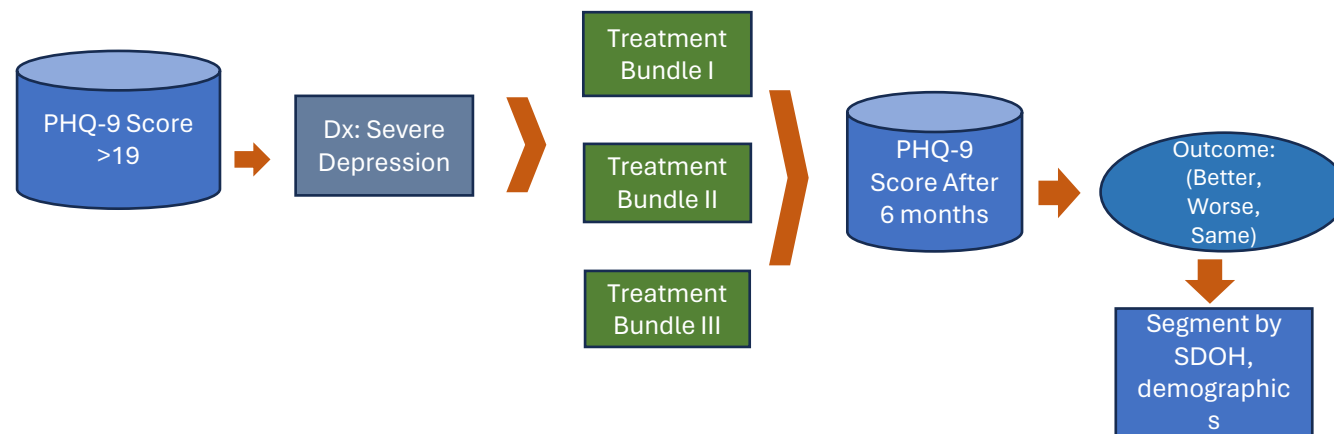 PHQ-9 Score
>19
Dx: Severe
Depression
Treatment
Bundle I
Treatment
Bundle II
Treatment
Bundle III
PHQ-9
Score After
6 months
Outcome:
(Better,
Worse,
Same)
Segment by
SDOH,
demographic
s